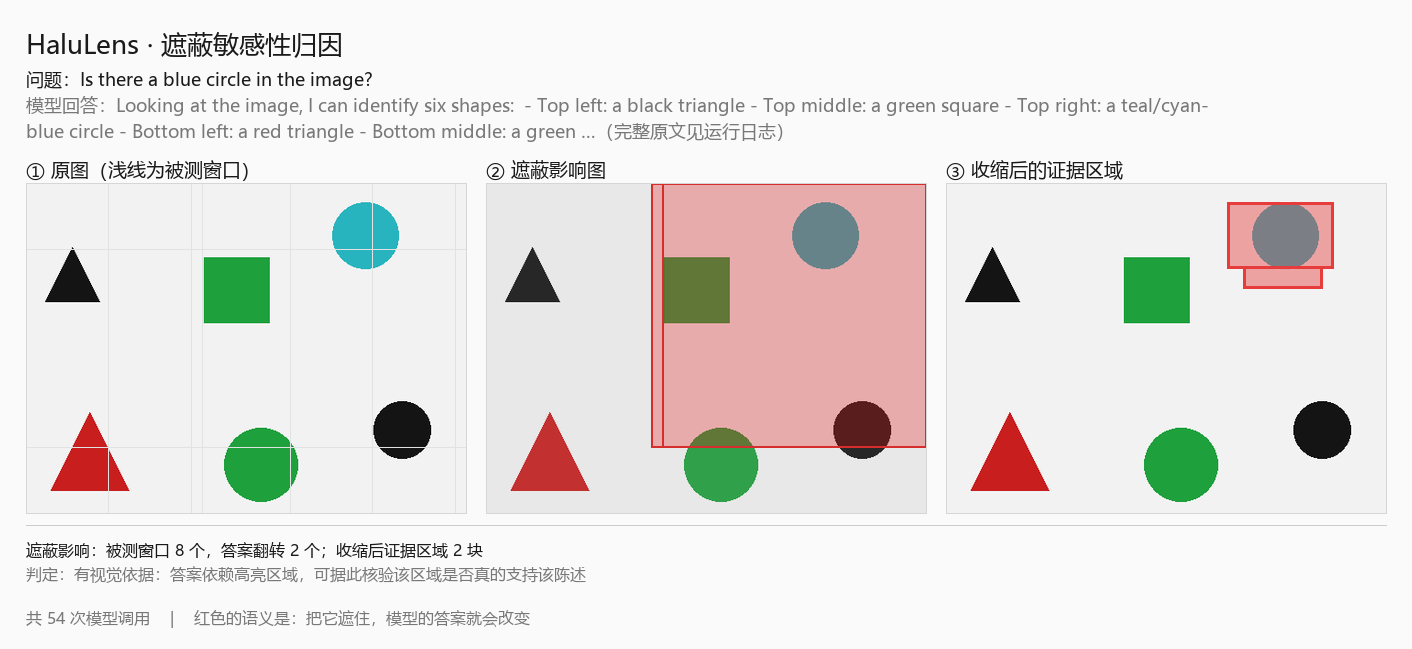 HaluLens · 遮蔽敏感性归因
问题：Is there a blue circle in the image?
模型回答：Looking at the image, I can identify six shapes:  - Top left: a black triangle - Top middle: a green square - Top right: a teal/cyan-
blue circle - Bottom left: a red triangle - Bottom middle: a green ...（完整原文见运行日志）
① 原图（浅线为被测窗口）
② 遮蔽影响图
③ 收缩后的证据区域
遮蔽影响：被测窗口 8 个，答案翻转 2 个；收缩后证据区域 2 块
判定：有视觉依据：答案依赖高亮区域，可据此核验该区域是否真的支持该陈述
共 54 次模型调用 | 红色的语义是：把它遮住，模型的答案就会改变